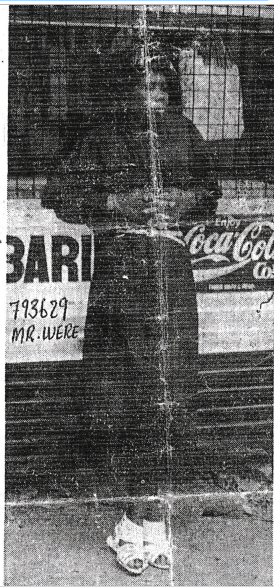 BARI
793629
MR. WERE
Enjoy
Coca-Col